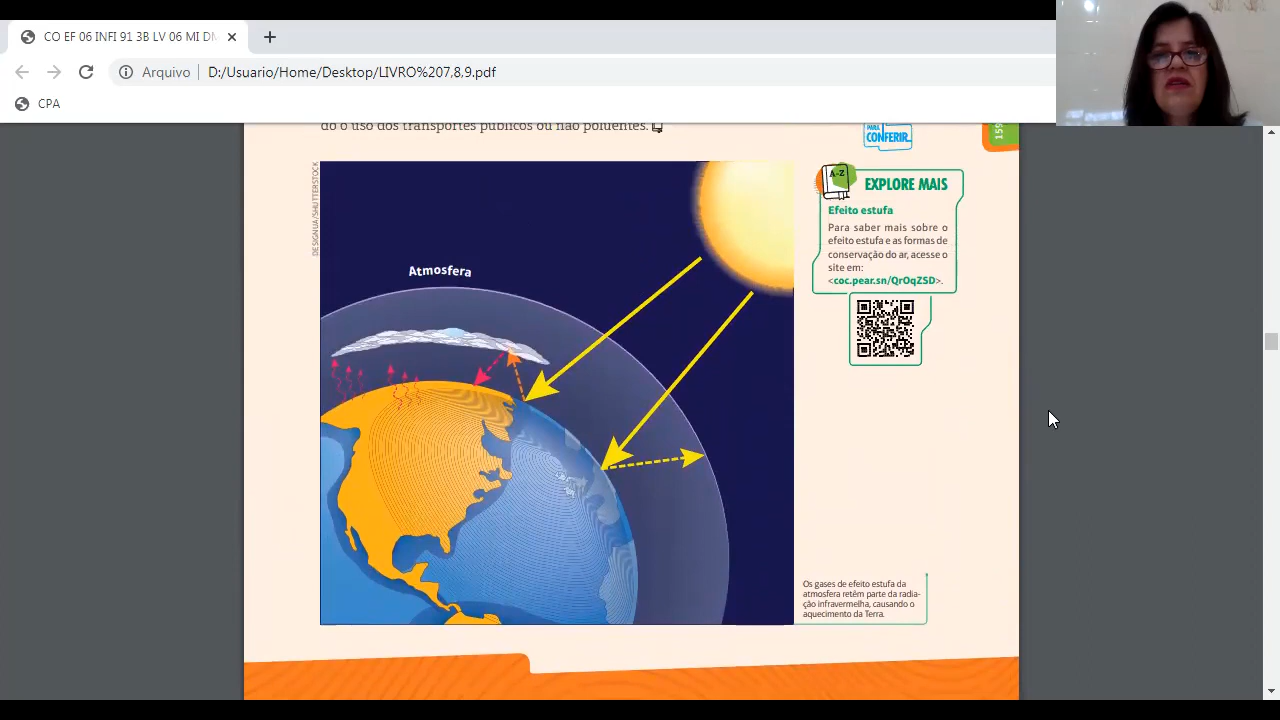 CO EF 06 INFI 91 3B LV 06 MI DM
Arquivo
D:/Usuario/Home/Desktop/LIVRO%207,8,9.pdf
CPA
do o uso dos transportes públicos ou não poluentes.
PARA
CONFERIR
159
DESIGNUA/SHUTTERSTOCK
Atmosfera
A-Z
EXPLORE MAIS
Efeito estufa
Para saber mais sobre o
efeito estufa e as formas de
conservação do ar, acesse o
site em:
<coc.pear.sn/QrOqZSD>.
Os gases de efeito estufa da
atmosfera retêm parte da radia-
ção infravermelha, causando o
aquecimento da Terra.